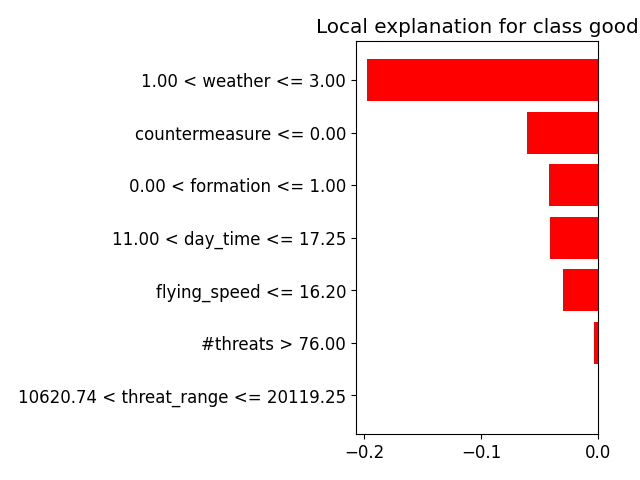 Local explanation for class good
1.00 < weather <= 3.00
countermeasure <= 0.00
0.00 < formation <= 1.00
11.00 < day_time <= 17.25
flying_speed <= 16.20
#threats > 76.00
10620.74 < threat_range <= 20119.25
−0.2 −0.1 0.0